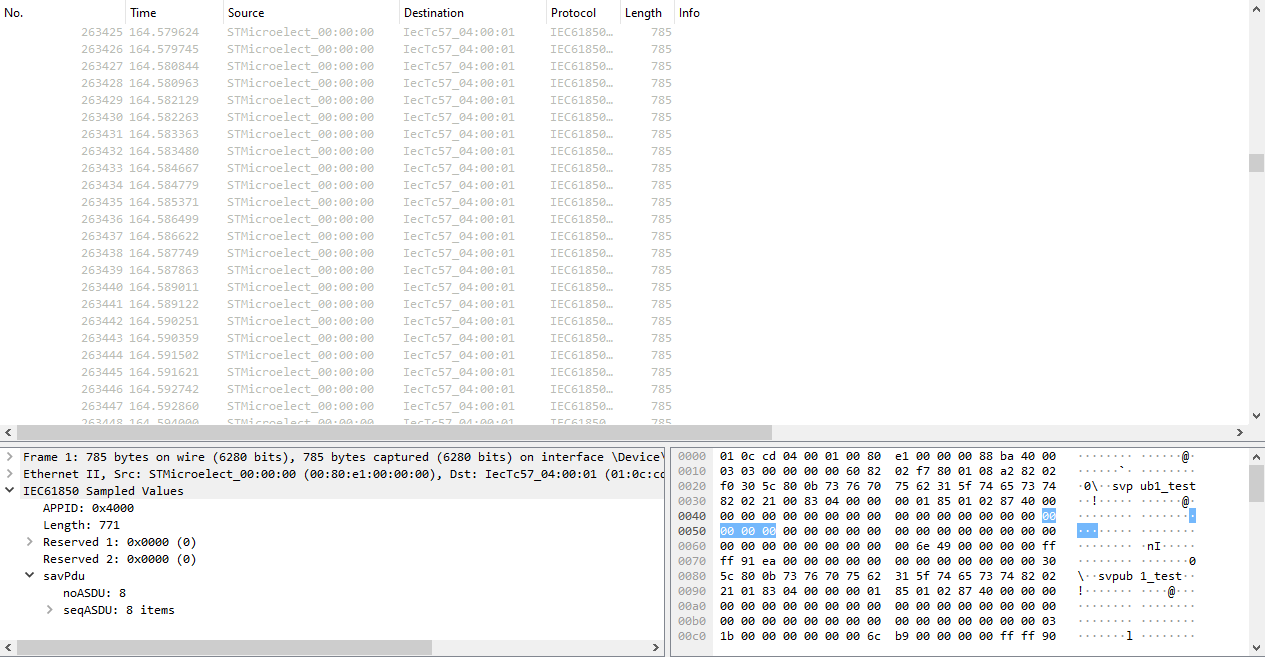 No. Time Source Destination Protocol Length Info
263425 164.579624 STMicroelect_00:00:00 IecTc57_04:00:01 IEC61850… 785
263426 164.579745 STMicroelect_00:00:00 IecTc57_04:00:01 IEC61850… 785
263427 164.580844 STMicroelect_00:00:00 IecTc57_04:00:01 IEC61850… 785
263428 164.580963 STMicroelect_00:00:00 IecTc57_04:00:01 IEC61850… 785
263429 164.582129 STMicroelect_00:00:00 IecTc57_04:00:01 IEC61850… 785
263430 164.582263 STMicroelect_00:00:00 IecTc57_04:00:01 IEC61850… 785
263431 164.583363 STMicroelect_00:00:00 IecTc57_04:00:01 IEC61850… 785
263432 164.583480 STMicroelect_00:00:00 IecTc57_04:00:01 IEC61850… 785
263433 164.584667 STMicroelect_00:00:00 IecTc57_04:00:01 IEC61850… 785
263434 164.584779 STMicroelect_00:00:00 IecTc57_04:00:01 IEC61850… 785
263435 164.585371 STMicroelect_00:00:00 IecTc57_04:00:01 IEC61850… 785
263436 164.586499 STMicroelect_00:00:00 IecTc57_04:00:01 IEC61850… 785
263437 164.586622 STMicroelect_00:00:00 IecTc57_04:00:01 IEC61850… 785
263438 164.587749 STMicroelect_00:00:00 IecTc57_04:00:01 IEC61850… 785
263439 164.587863 STMicroelect_00:00:00 IecTc57_04:00:01 IEC61850… 785
263440 164.589011 STMicroelect_00:00:00 IecTc57_04:00:01 IEC61850… 785
263441 164.589122 STMicroelect_00:00:00 IecTc57_04:00:01 IEC61850… 785
263442 164.590251 STMicroelect_00:00:00 IecTc57_04:00:01 IEC61850… 785
263443 164.590359 STMicroelect_00:00:00 IecTc57_04:00:01 IEC61850… 785
263444 164.591502 STMicroelect_00:00:00 IecTc57_04:00:01 IEC61850… 785
263445 164.591621 STMicroelect_00:00:00 IecTc57_04:00:01 IEC61850… 785
263446 164.592742 STMicroelect_00:00:00 IecTc57_04:00:01 IEC61850… 785
263447 164.592860 STMicroelect_00:00:00 IecTc57_04:00:01 IEC61850… 785
263448 164.594000 STMicroelect_00:00:00 IecTc57_04:00:01 IEC61850… 785
Frame 1: 785 bytes on wire (6280 bits), 785 bytes captured (6280 bits) on interface \Device\
Ethernet II, Src: STMicroelect_00:00:00 (00:80:e1:00:00:00), Dst: IecTc57_04:00:01 (01:0c:cd
IEC61850 Sampled Values
APPID: 0x4000
Length: 771
Reserved 1: 0x0000 (0)
Reserved 2: 0x0000 (0)
savPdu
noASDU: 8
seqASDU: 8 items
0000 01 0c cd 04 00 01 00 80 e1 00 00 00 88 ba 40 00 ········ ······@·
0010 03 03 00 00 00 00 60 82 02 f7 80 01 08 a2 82 02 ······`· ········
0020 f0 30 5c 80 0b 73 76 70 75 62 31 5f 74 65 73 74 ·0\··svp ub1_test
0030 82 02 21 00 83 04 00 00 00 01 85 01 02 87 40 00 ··!····· ······@·
0040 00 00 00 00 00 00 00 00 00 00 00 00 00 00 00 00 ········ ········
0050 00 00 00 00 00 00 00 00 00 00 00 00 00 00 00 00 ········ ········
0060 00 00 00 00 00 00 00 00 00 6e 49 00 00 00 00 ff ········ ·nI·····
0070 ff 91 ea 00 00 00 00 00 00 00 00 00 00 00 00 30 ········ ·······0
0080 5c 80 0b 73 76 70 75 62 31 5f 74 65 73 74 82 02 \··svpub 1_test··
0090 21 01 83 04 00 00 00 01 85 01 02 87 40 00 00 00 !······· ····@···
00a0 00 00 00 00 00 00 00 00 00 00 00 00 00 00 00 00 ········ ········
00b0 00 00 00 00 00 00 00 00 00 00 00 00 00 00 00 03 ········ ········
00c0 1b 00 00 00 00 00 00 6c b9 00 00 00 00 ff ff 90 ·······l ········